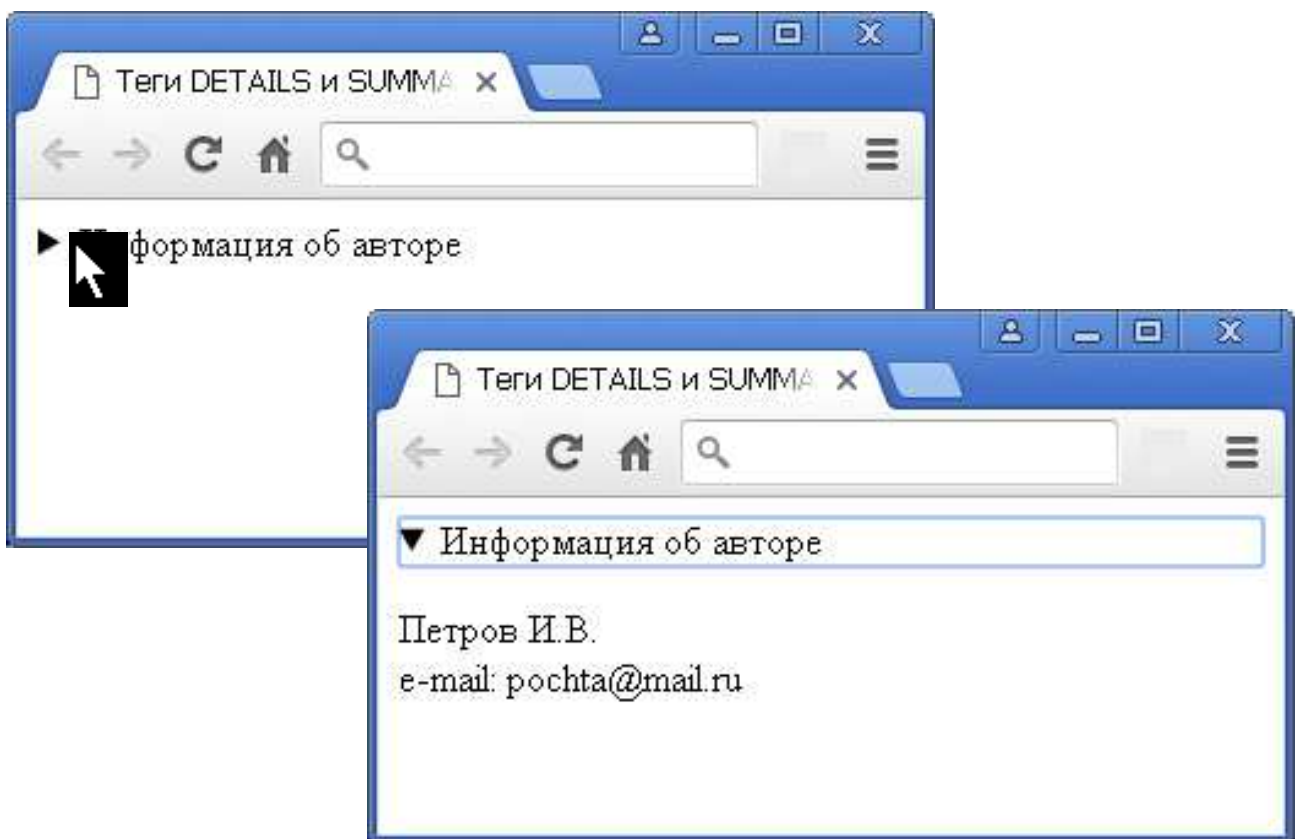 Теги DETAILS и SUMMA
формация об авторе
Теги DETAILS и SUMMA
Информация об авторе
Петров И.В.
e-mail: pochta@mail.ru